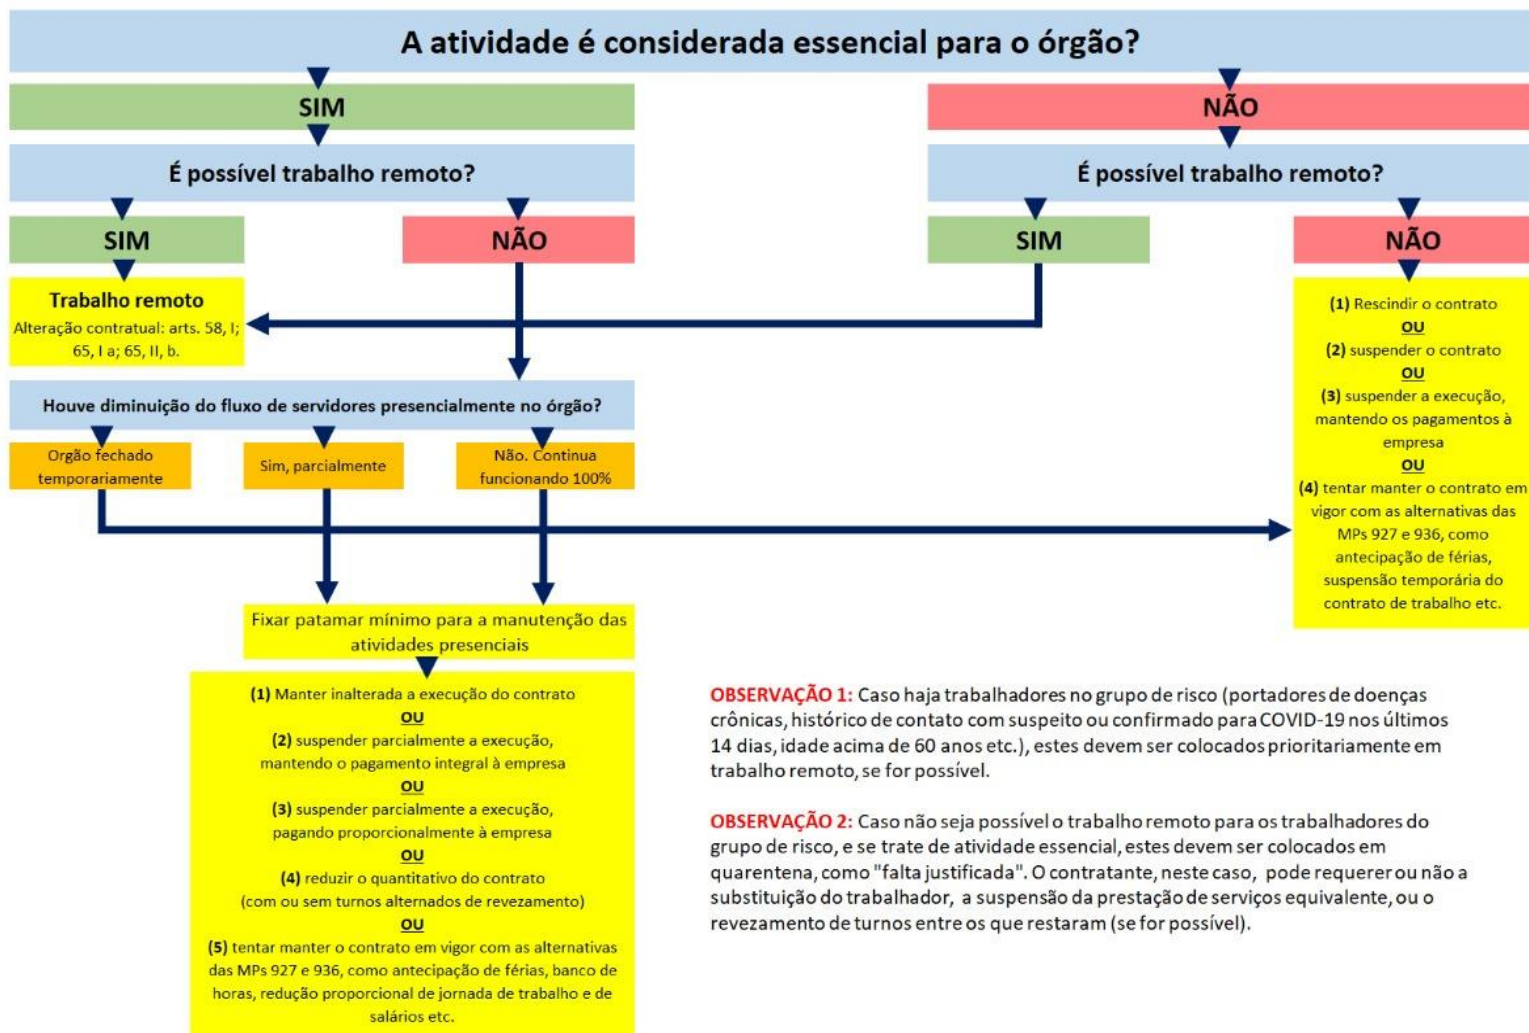 A atividade é considerada essencial para o órgão?
SIM
NÃO
É possível trabalho remoto?
É possível trabalho remoto?
SIM
NÃO
SIM
NÃO
Trabalho remoto
Alteração contratual: arts. 58, I;
65, I a; 65, II, b.
(1) Rescindir o contrato
OU
(2) suspender o contrato
OU
(3) suspender a execução,
mantendo os pagamentos à
empresa
OU
(4) tentar manter o contrato em
vigor com as alternativas das
MPs 927 e 936, como
antecipação de férias,
suspensão temporária do
contrato de trabalho etc.
Houve diminuição do fluxo de servidores presencialmente no órgão?
Orgão fechado
temporariamente
Sim, parcialmente
Não. Continua
funcionando 100%
Fixar patamar mínimo para a manutenção das
atividades presenciais
(1) Manter inalterada a execução do contrato
OU
(2) suspender parcialmente a execução,
mantendo o pagamento integral à empresa
OU
(3) suspender parcialmente a execução,
pagando proporcionalmente à empresa
OU
(4) reduzir o quantitativo do contrato
(com ou sem turnos alternados de revezamento)
OU
(5) tentar manter o contrato em vigor com as alternativas
das MPs 927 e 936, como antecipação de férias, banco de
horas, redução proporcional de jornada de trabalho e de
salários etc.
OBSERVAÇÃO 1: Caso haja trabalhadores no grupo de risco (portadores de doenças
crônicas, histórico de contato com suspeito ou confirmado para COVID-19 nos últimos
14 dias, idade acima de 60 anos etc.), estes devem ser colocados prioritariamente em
trabalho remoto, se for possível.
OBSERVAÇÃO 2: Caso não seja possível o trabalho remoto para os trabalhadores do
grupo de risco, e se trate de atividade essencial, estes devem ser colocados em
quarentena, como "falta justificada". O contratante, neste caso, pode requerer ou não a
substituição do trabalhador, a suspensão da prestação de serviços equivalente, ou o
revezamento de turnos entre os que restaram (se for possível).